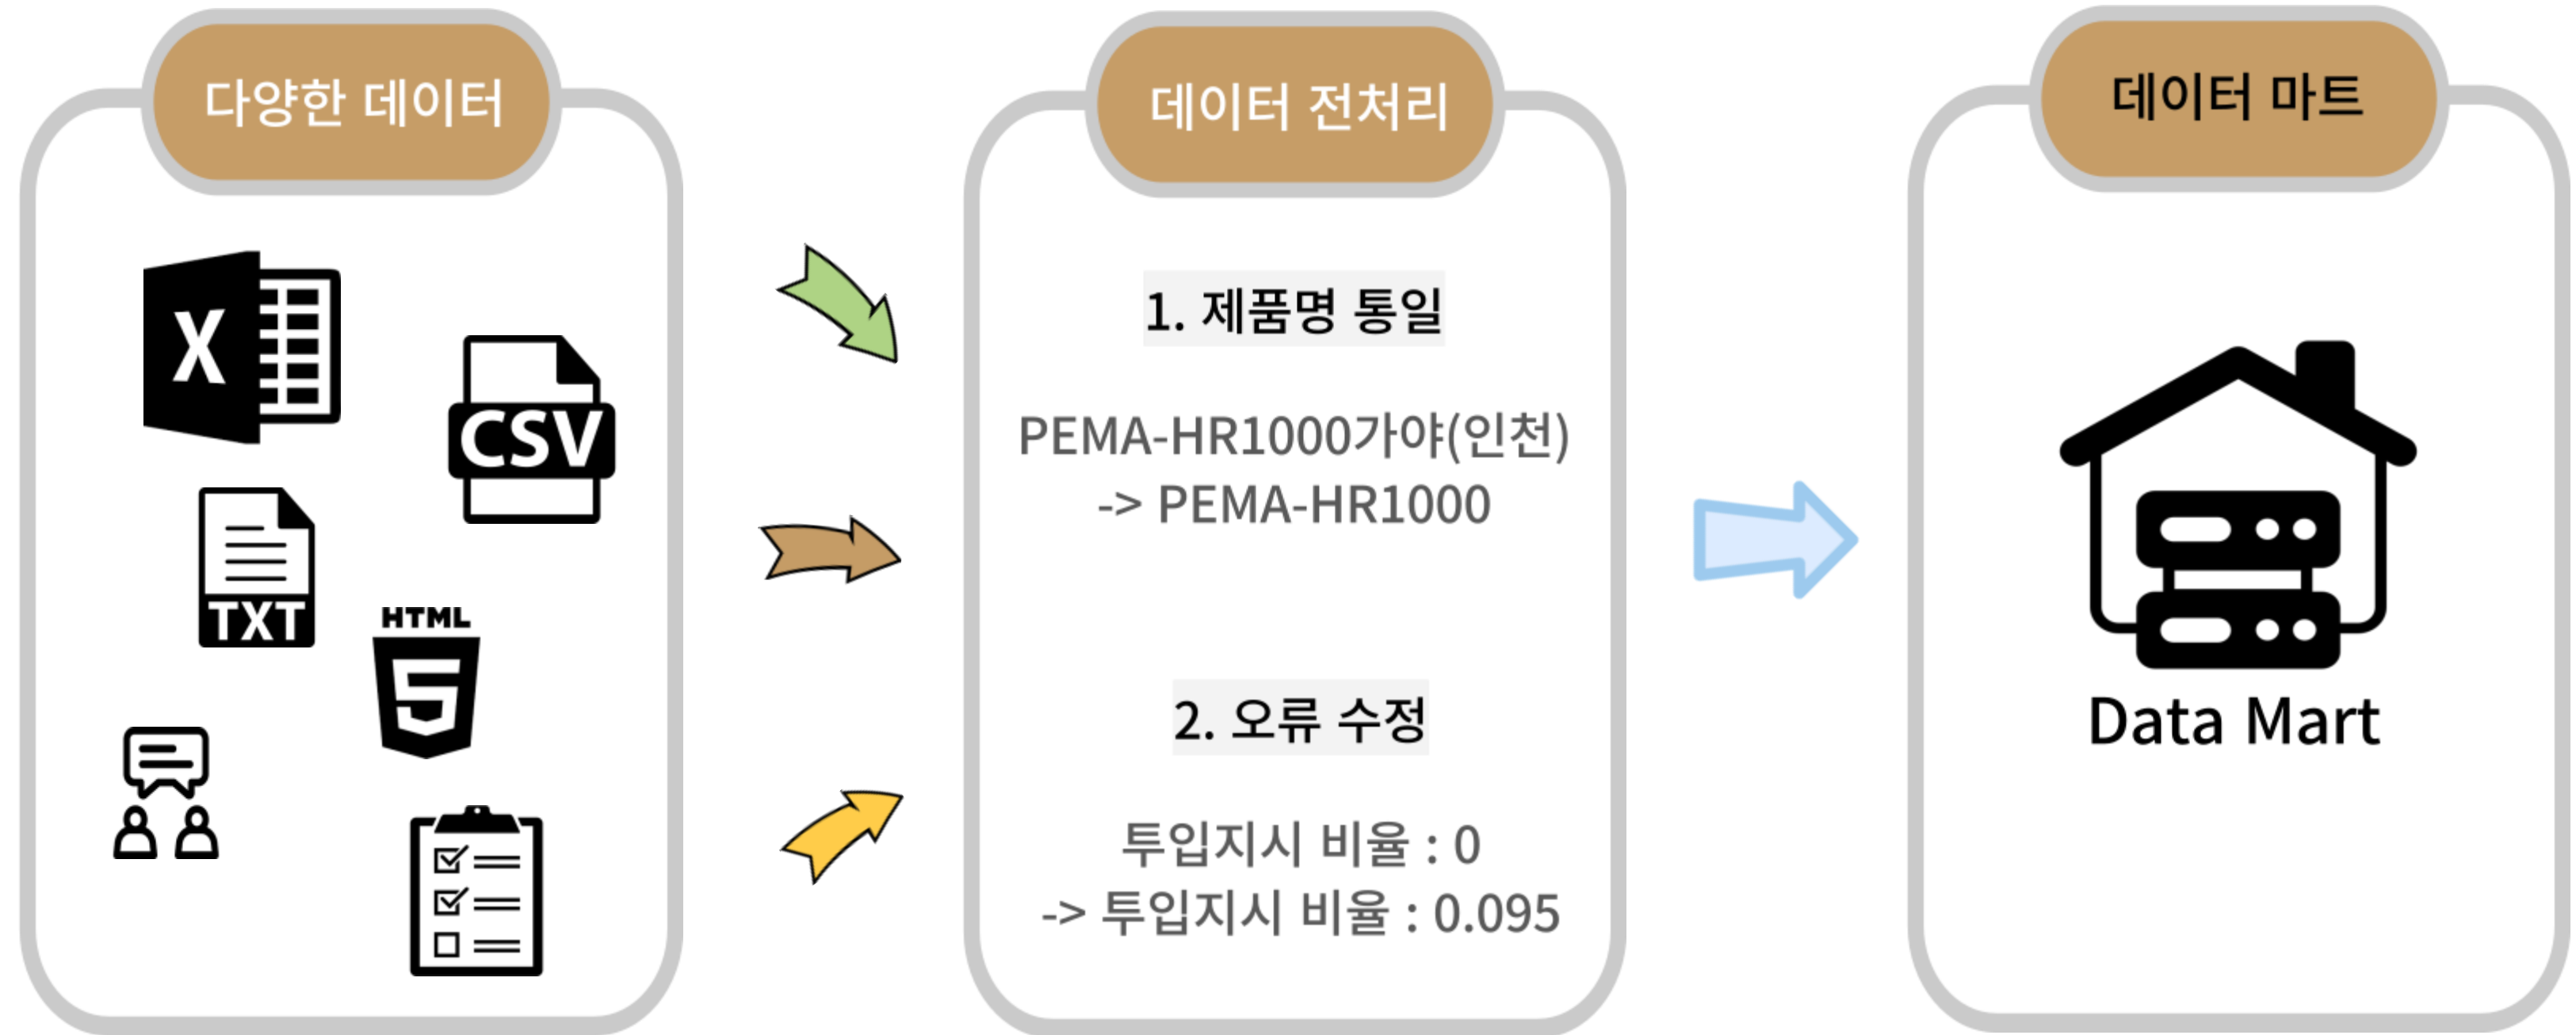 다양한 데이터
X
CSV
TXT
HTML
5
데이터 전처리
1. 제품명 통일
PEMA-HR1000가야(인천)
-> PEMA-HR1000
2. 오류 수정
투입지시 비율 : 0
-> 투입지시 비율 : 0.095
데이터 마트
Data Mart